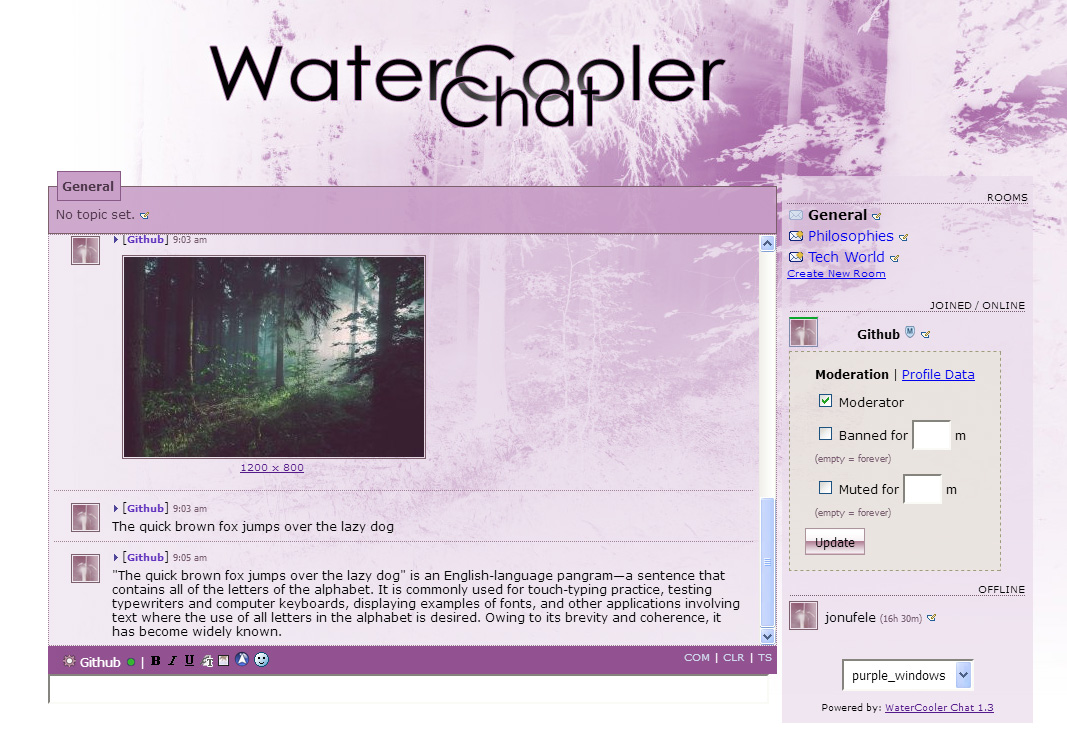 WaterCooler
Chat
General
No topic set.
[Github] 9:03 am
1200 x 800
[Github] 9:03 am
The quick brown fox jumps over the lazy dog
[Github] 9:05 am
"The quick brown fox jumps over the lazy dog" is an English-language pangram—a sentence that
contains all of the letters of the alphabet. It is commonly used for touch-typing practice, testing
typewriters and computer keyboards, displaying examples of fonts, and other applications involving
text where the use of all letters in the alphabet is desired. Owing to its brevity and coherence, it
has become widely known.
Github | B I U
COM | CLR | TS
ROOMS
General
Philosophies
Tech World
Create New Room
JOINED / ONLINE
Github M
Moderation | Profile Data
Moderator
Banned for m
(empty = forever)
Muted for m
(empty = forever)
Update
OFFLINE
jonufele (16h 30m)
purple_windows
Powered by: WaterCooler Chat 1.3